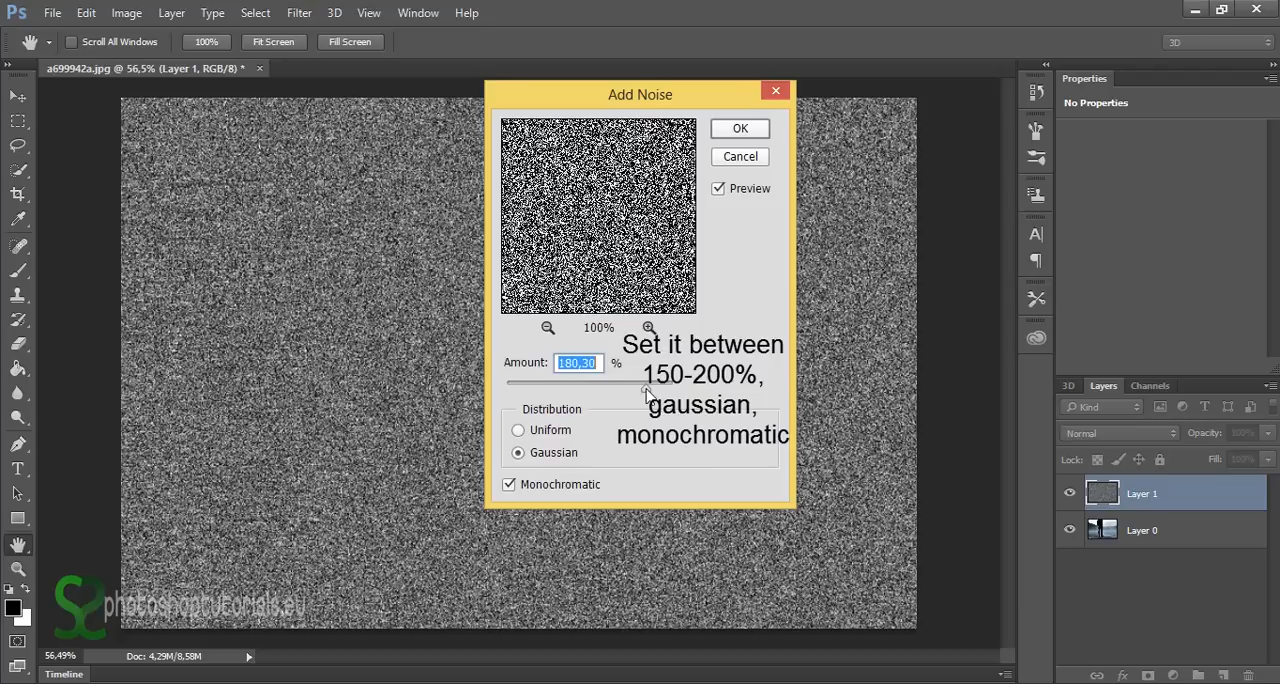 Ps File Edit Image Layer Type Select Filter 3D View Window Help
Scroll All Windows 100% Fit Screen Fill Screen 3D
a699942a.jpg @ 56,5% (Layer 1, RGB/8) *
Properties
No Properties
Add Noise
OK
Cancel
Preview
100%
Amount: 180,30 %
Set it between
150-200%,
gaussian,
monochromatic
Distribution
Uniform
Gaussian
Monochromatic
3D Layers Channels
Kind
Normal Opacity: 100%
Lock: Fill: 100%
Layer 1
Layer 0
photoshoptutorials.eu
56,49% Doc: 4,29M/8,58M
Timeline